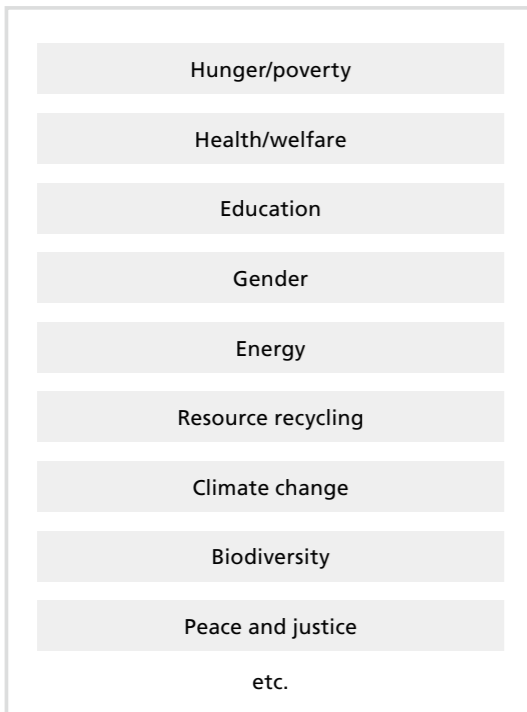 Hunger/poverty
Health/welfare
Education
Gender
Energy
Resource recycling
Climate change
Biodiversity
Peace and justice
etc.